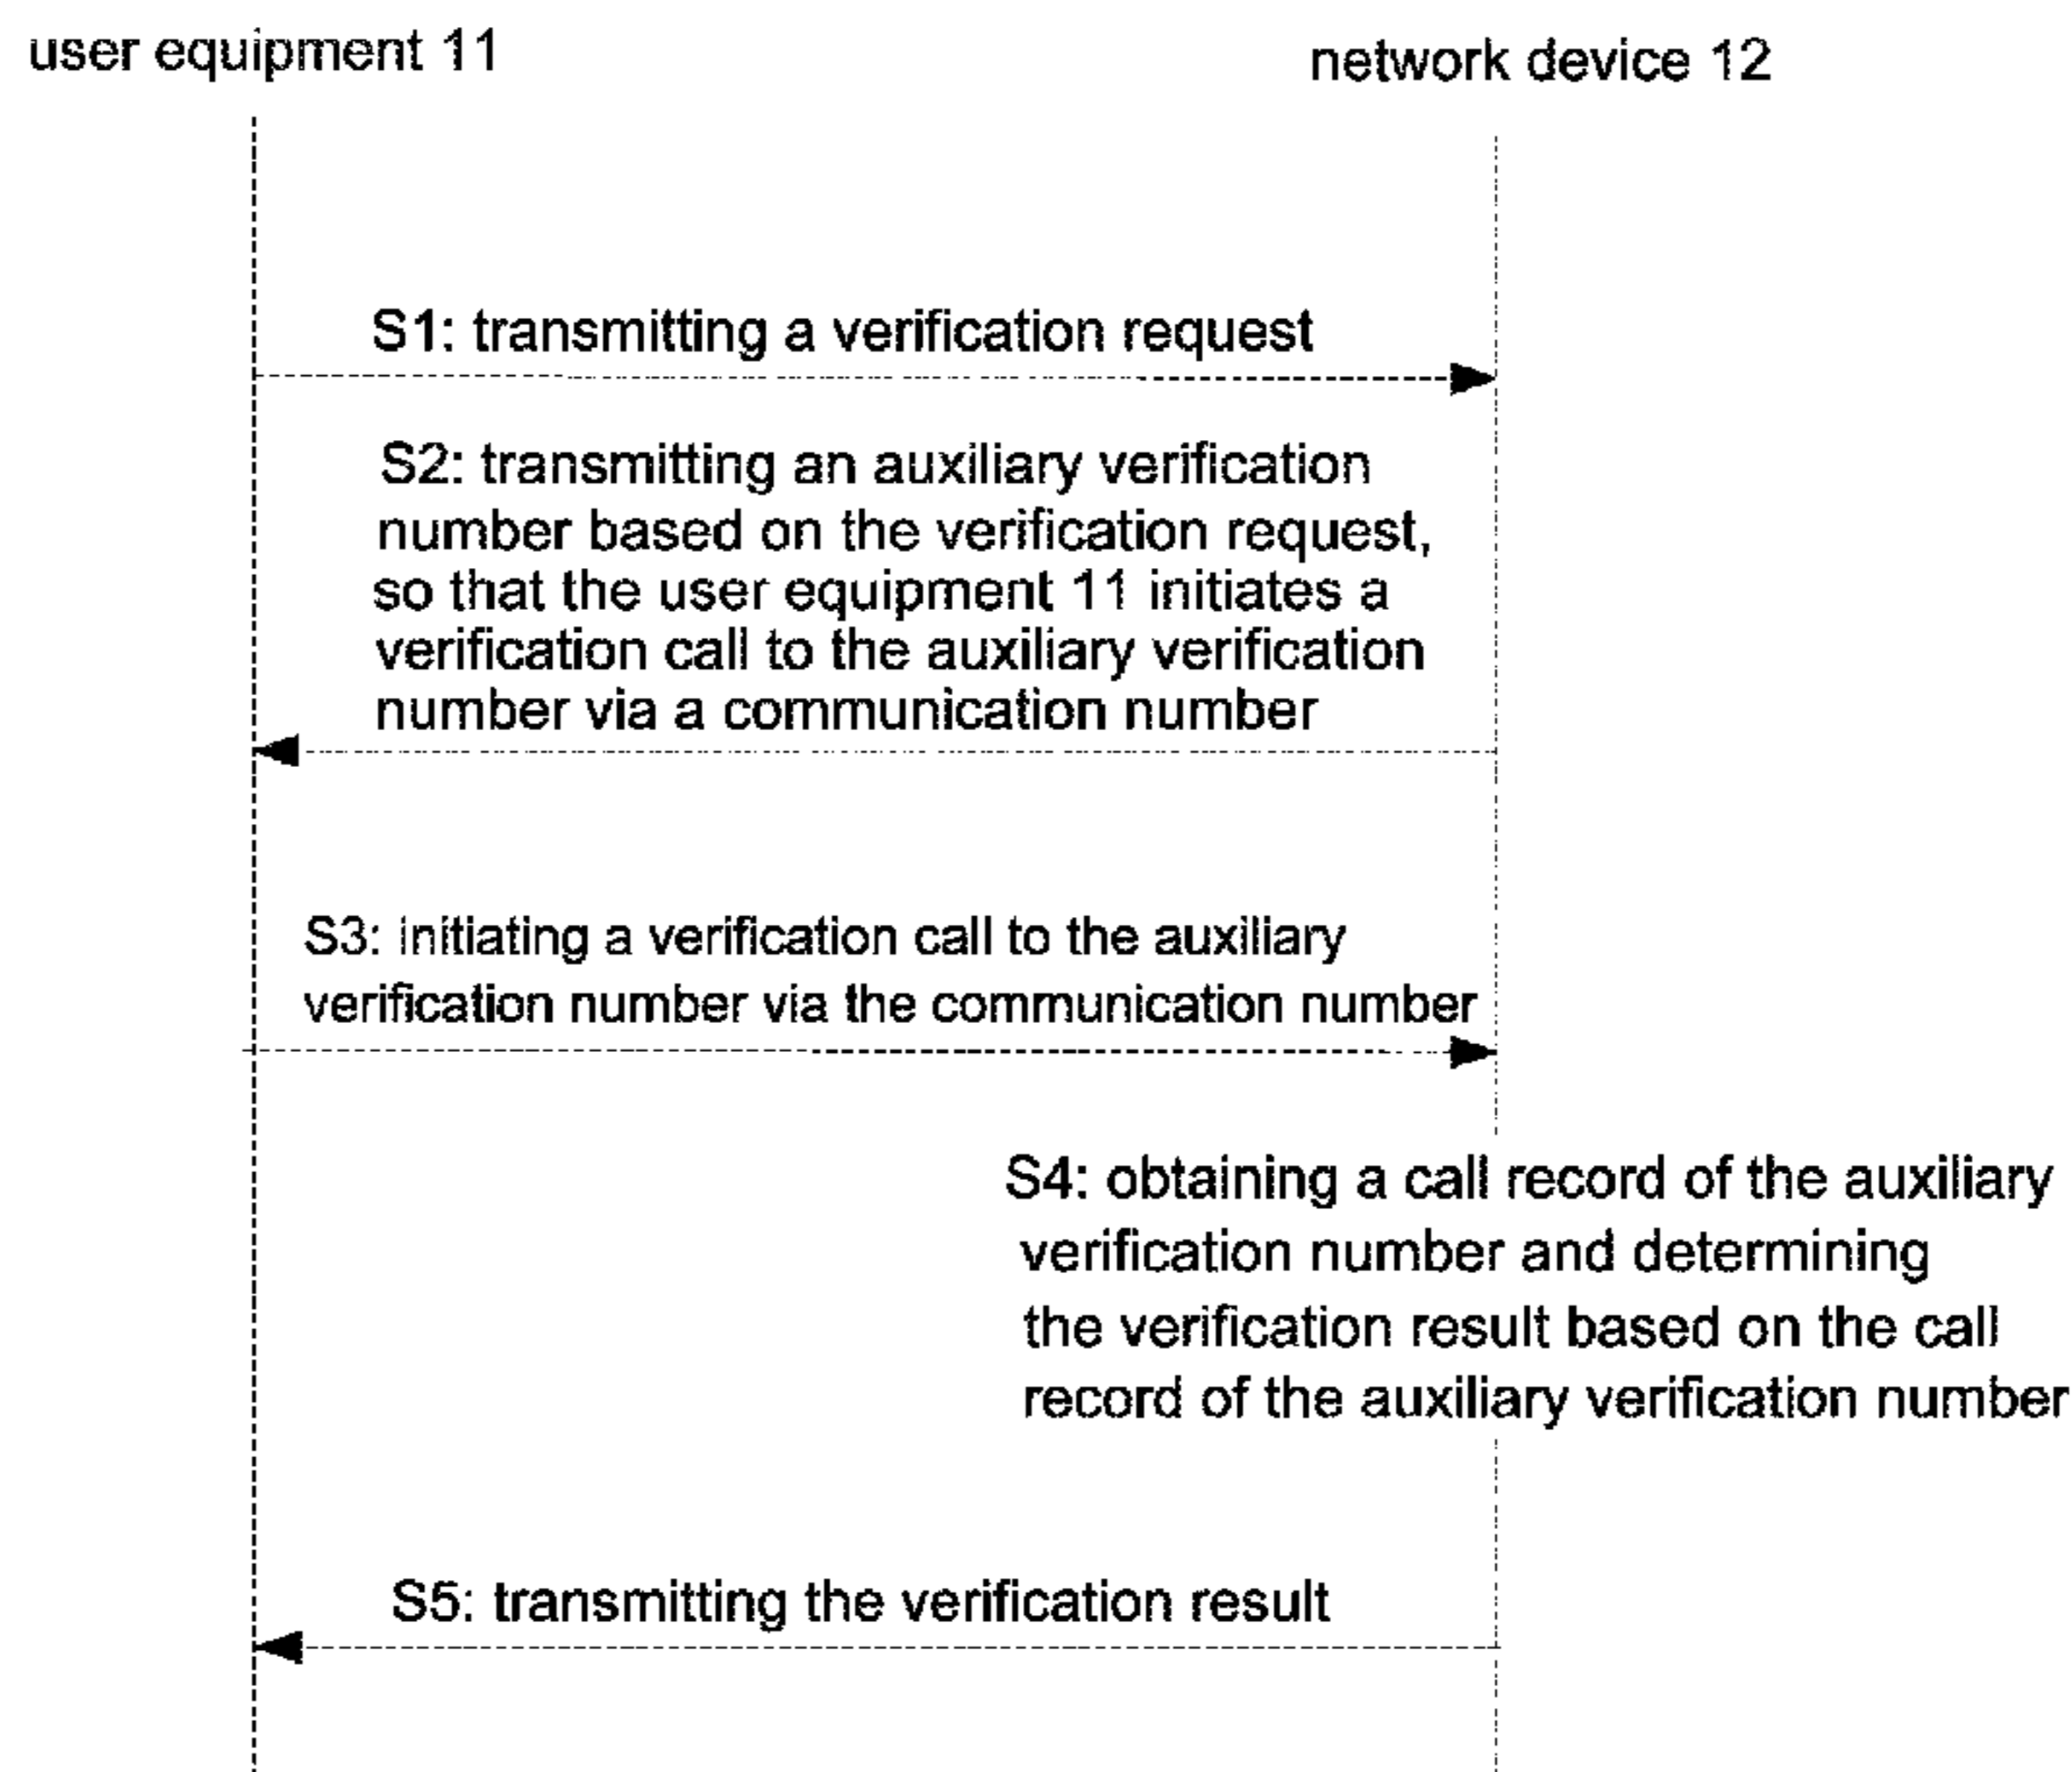 user equipment 11
network device 12
S1: transmitting a verification request
S2: transmitting an auxiliary verification
number based on the verification request,
so that the user equipment 11 initiates a
verification call to the auxiliary verification
number via a communication number
S3: initiating a verification call to the auxiliary
verification number via the communication number
S4: obtaining a call record of the auxiliary
verification number and determining
the verification result based on the call
record of the auxiliary verification number
S5: transmitting the verification result